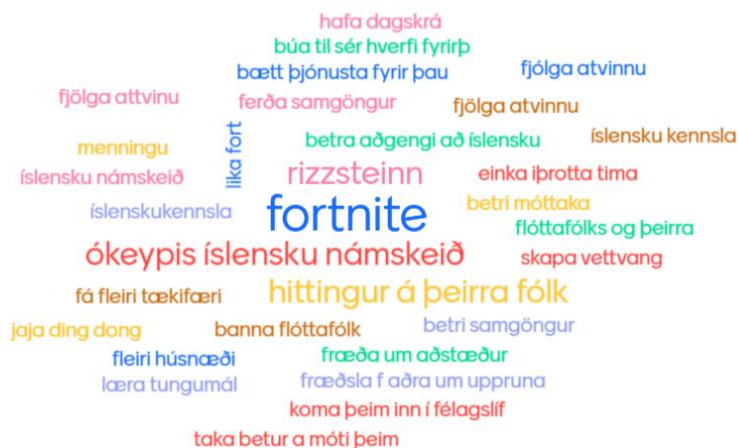 hafa dagskrá
búa til sér hverfi fyrirþ
bætt þjónusta fyrir þau
fjólga atvinnu
fjölga attvinu
ferða samgöngur
fjölga atvinnu
lika fort
betra aðgengi að íslensku
íslensku kennsla
menningu
íslensku námskeið
rizzsteinn
einka iþrotta tima
íslenskukennsla
fortnite
betri móttaka
flóttafólks og þeirra
ókeypis íslensku námskeið
skapa vettvang
fá fleiri tækifæri
hittingur á þeirra fólk
jaja ding dong
banna flóttafólk
betri samgöngur
fleiri húsnæði
fræða um aðstæður
læra tungumál
fræðsla f aðra um uppruna
koma þeim inn í félagslíf
taka betur a móti þeim